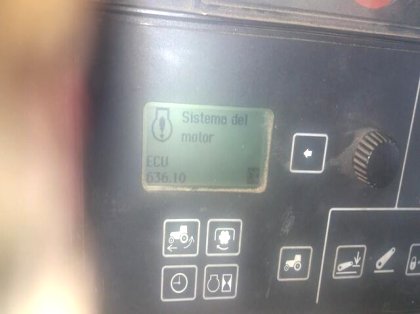 Sistema del
motor
ECU
636.10